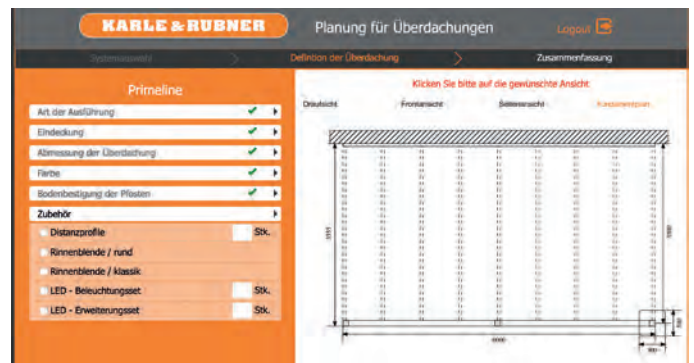 KARLE & RUBNER
Planung für Überdachungen
Logout
Systemauswahl
Definition der Überdachung
Zusammenfassung
Primeline
Art der Ausführung
Eindeckung
Abmessung der Überdachung
Farbe
Bodenbestigung der Pfosten
Zubehör
Distanzprofile Stk.
Rinnenblende / rund
Rinnenblende / klassik
LED - Beleuchtungsset Stk.
LED - Erweiterungsset Stk.
Klicken Sie bitte auf die gewünschte Ansicht
Draufsicht
Frontansicht
Seitenansicht